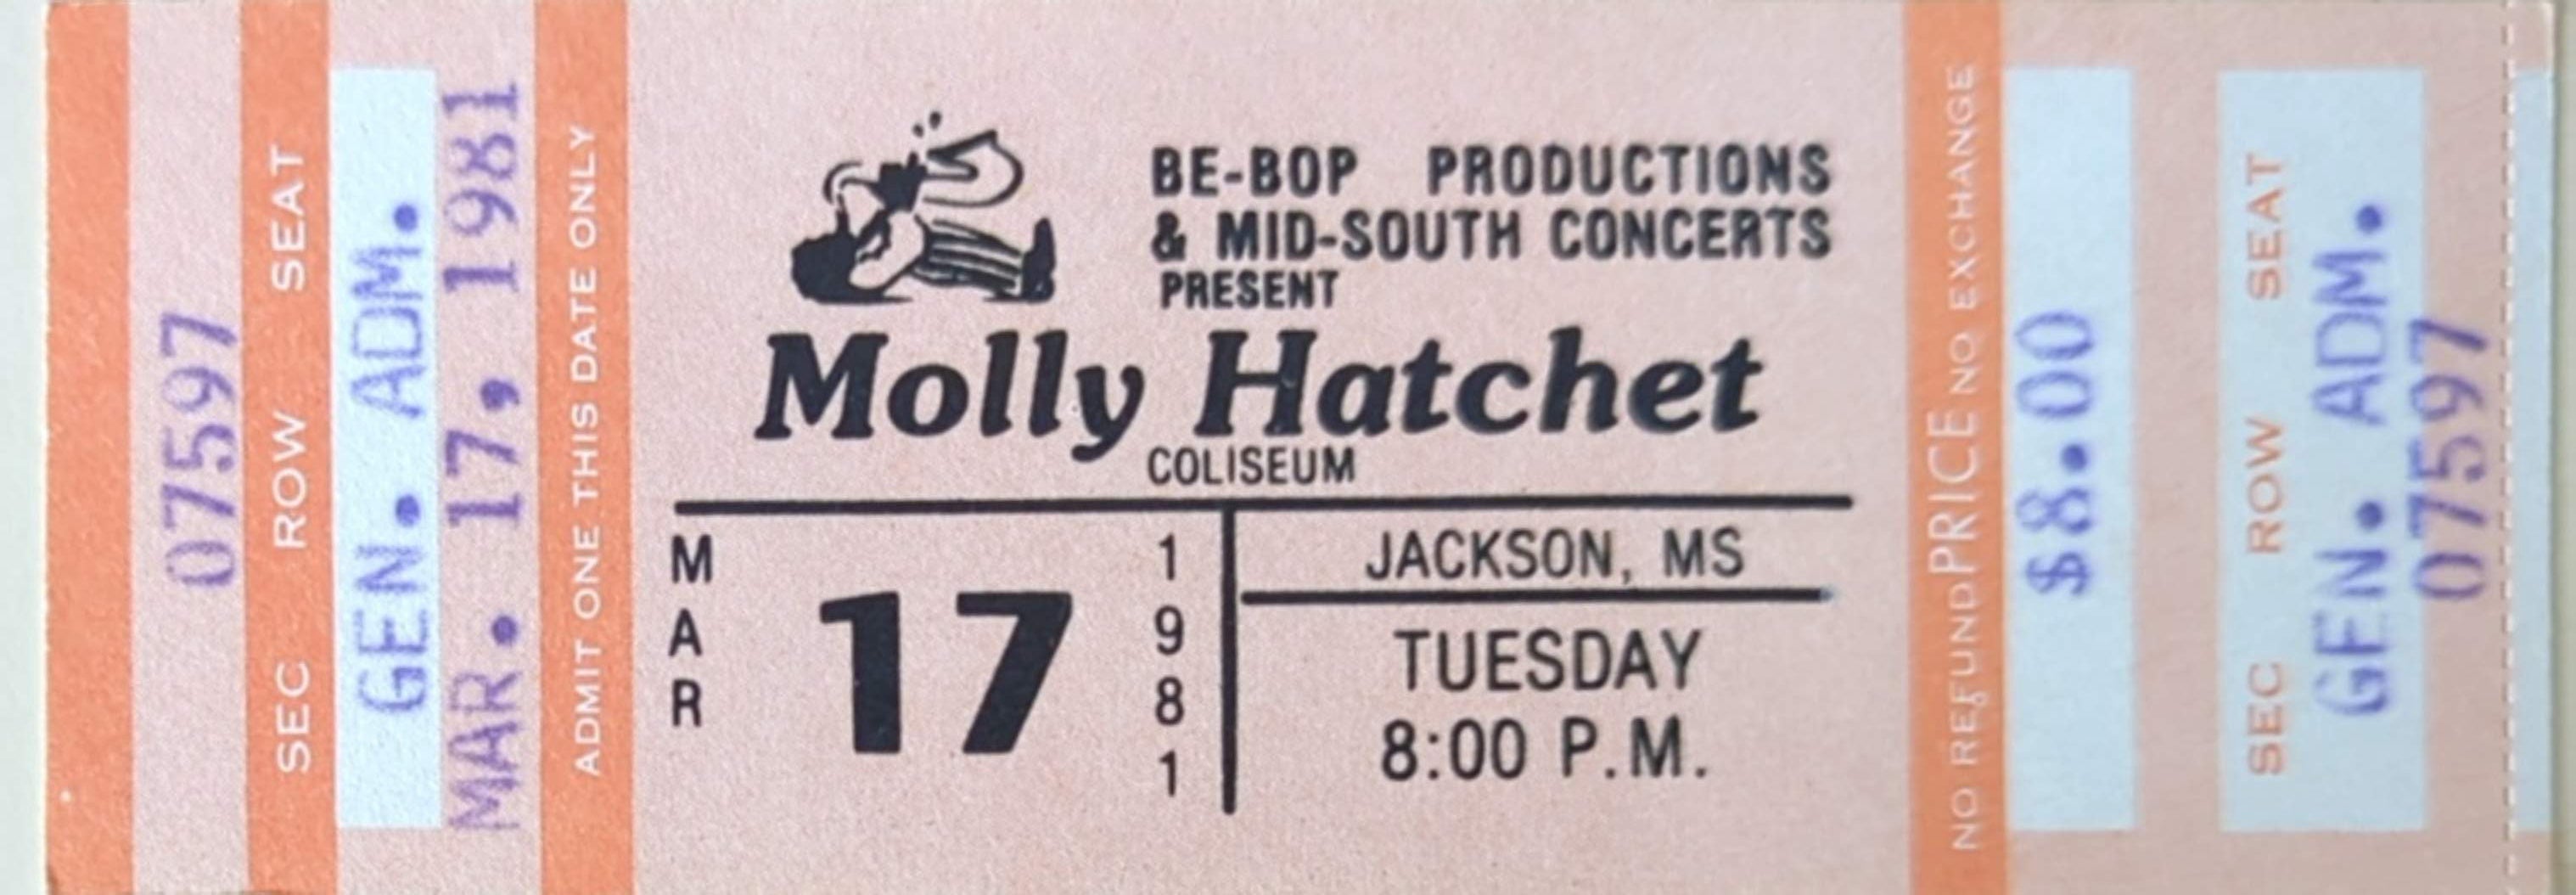 07597
SEC ROW SEAT
GEN. ADM.
MAR. 17, 1981
ADMIT ONE THIS DATE ONLY
BE-BOP PRODUCTIONS
& MID-SOUTH CONCERTS
PRESENT
Molly Hatchet
COLISEUM
MAR
17
1981
JACKSON, MS
TUESDAY
8:00 P.M.
NO REFUND PRICE NO EXCHANGE
$8.00
SEC ROW SEAT
GEN. ADM.
07597